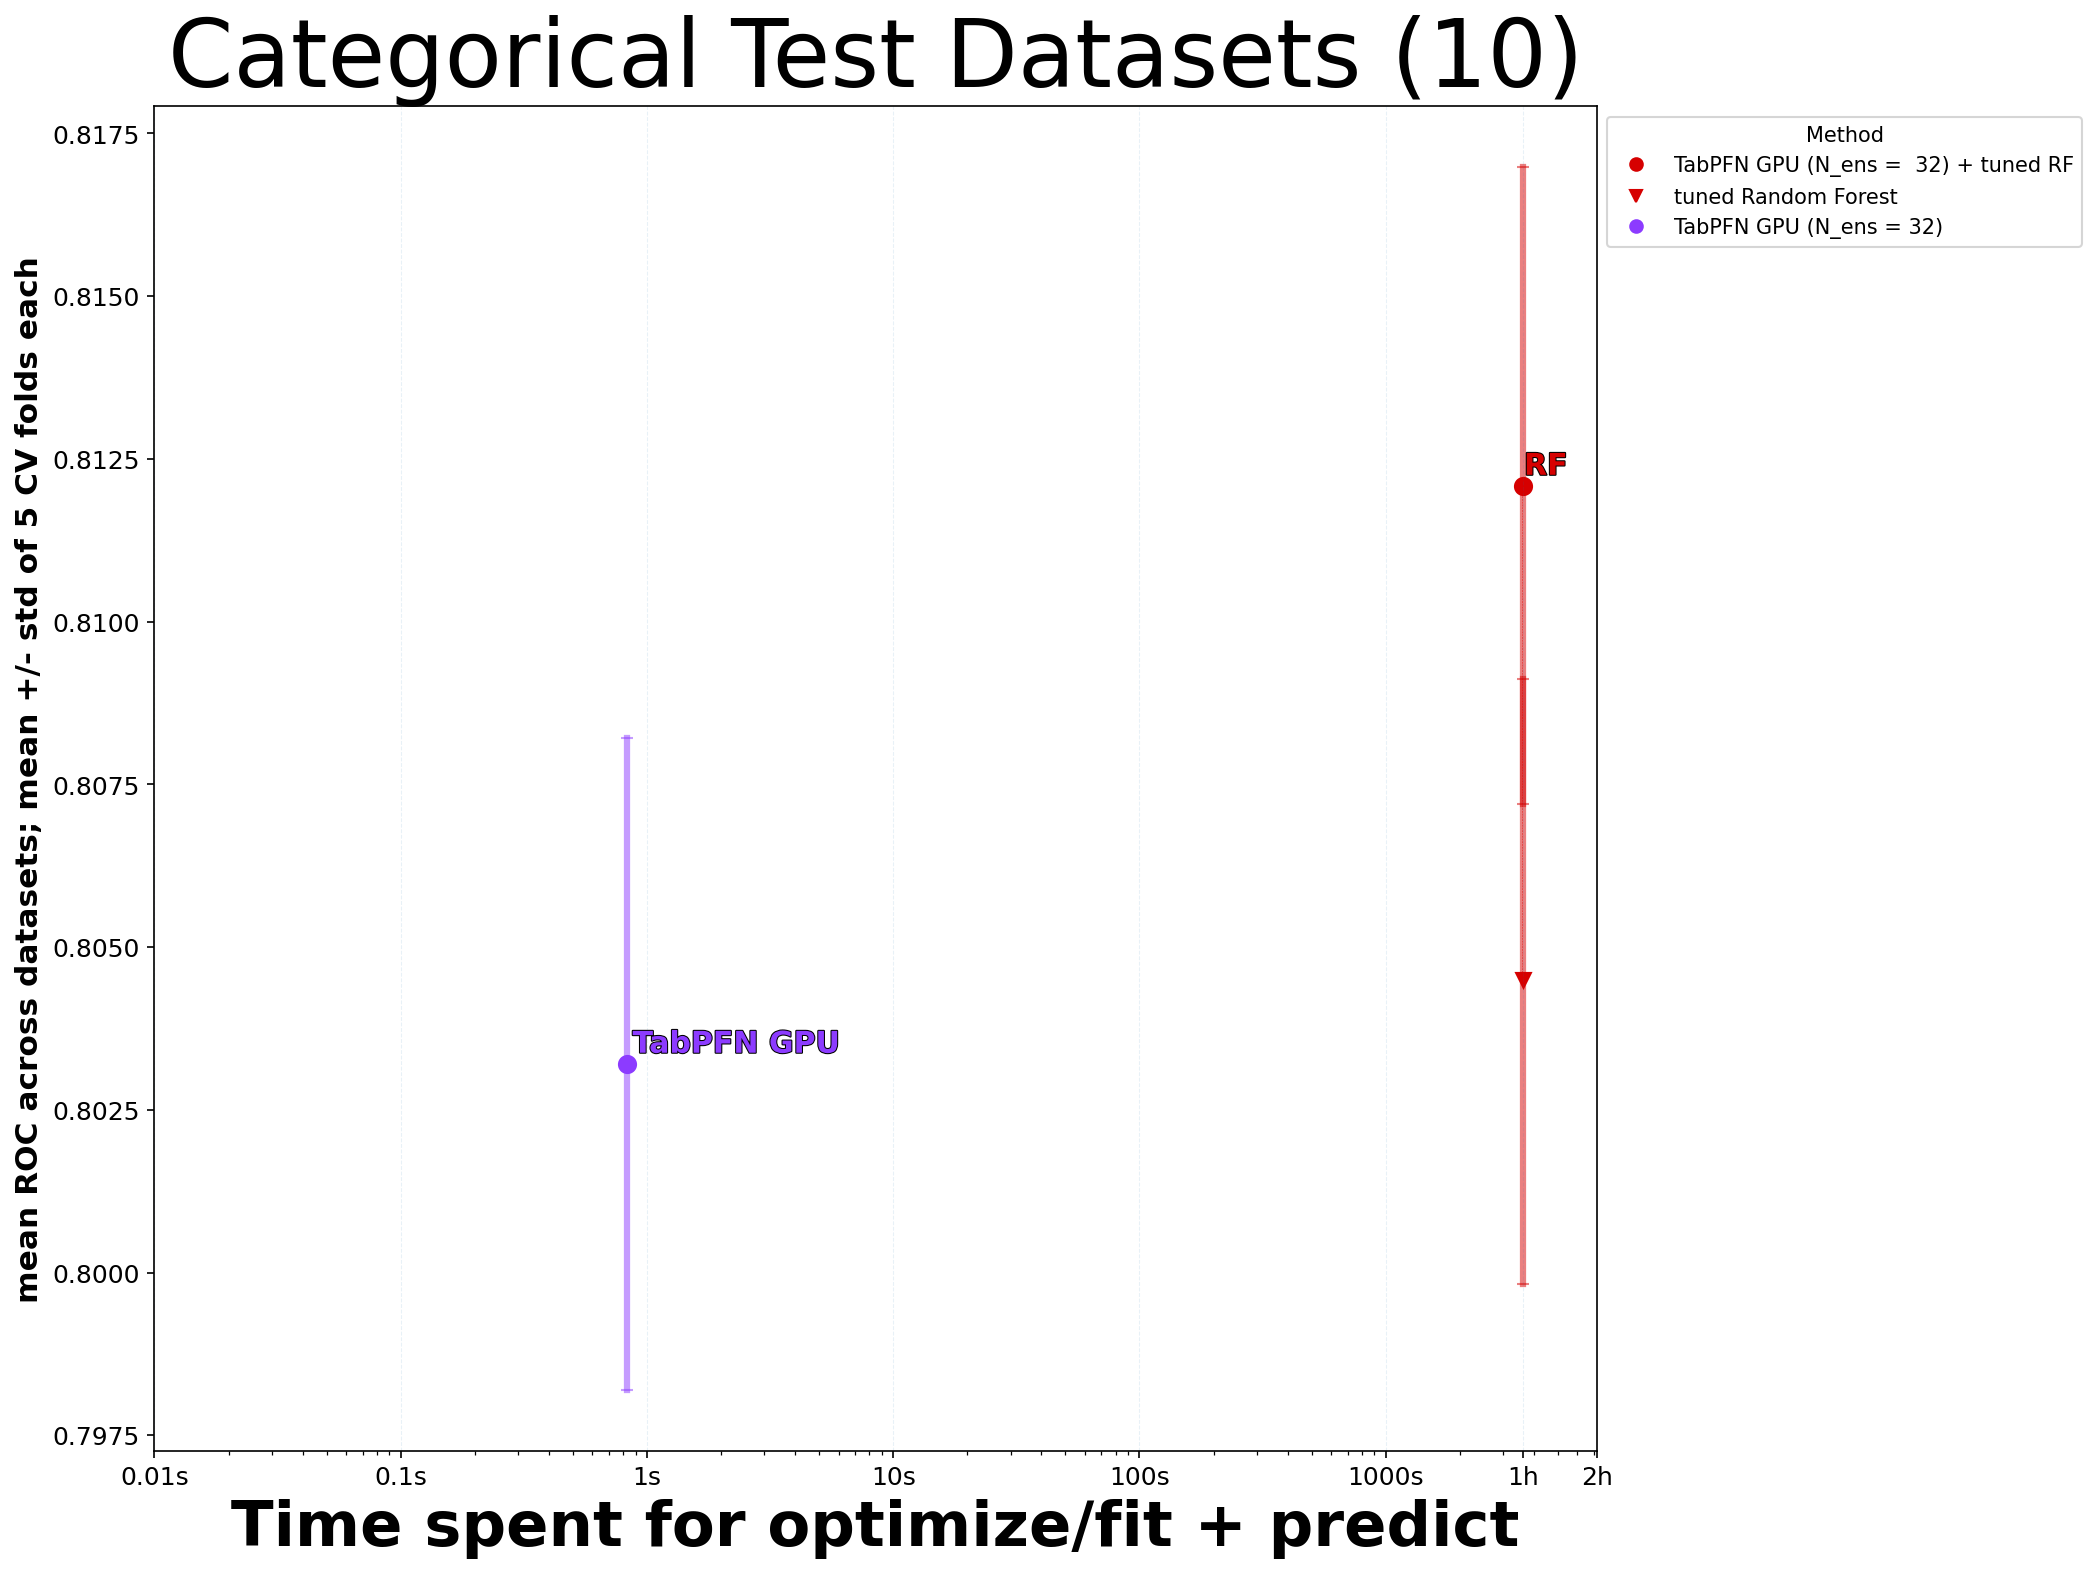 Categorical Test Datasets (10)
mean ROC across datasets; mean +/- std of 5 CV folds each
0.8175
0.8150
0.8125
0.8100
0.8075
0.8050
0.8025
0.8000
0.7975
RF
TabPFN GPU
0.01s
0.1s
1s
10s
100s
1000s
1h
2h
Time spent for optimize/fit + predict
Method
TabPFN GPU (N_ens =  32) + tuned RF
tuned Random Forest
TabPFN GPU (N_ens = 32)